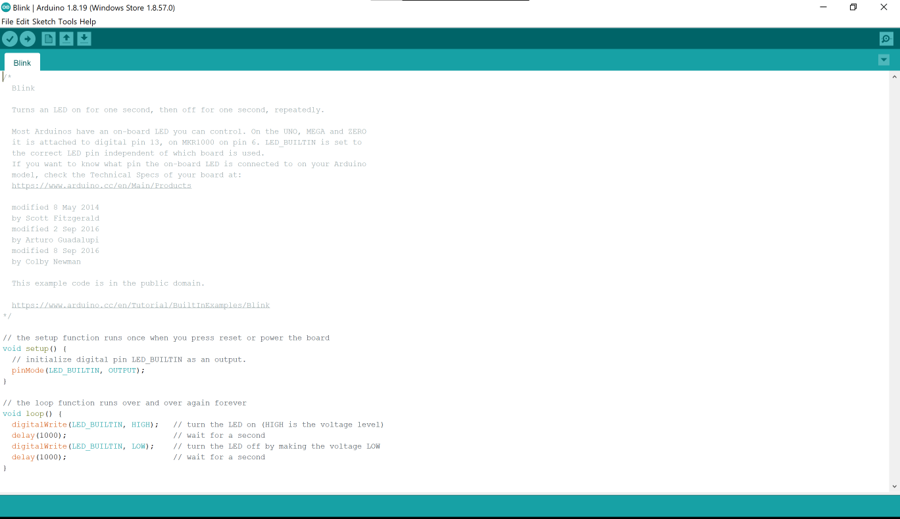 Blink | Arduino 1.8.19 (Windows Store 1.8.57.0)
File Edit Sketch Tools Help
Blink
/*
Blink
Turns an LED on for one second, then off for one second, repeatedly.
Most Arduinos have an on-board LED you can control. On the UNO, MEGA and ZERO
it is attached to digital pin 13, on MKR1000 on pin 6. LED_BUILTIN is set to
the correct LED pin independent of which board is used.
If you want to know what pin the on-board LED is connected to on your Arduino
model, check the Technical Specs of your board at:
https://www.arduino.cc/en/Main/Products
modified 8 May 2014
by Scott Fitzgerald
modified 2 Sep 2016
by Arturo Guadalupi
modified 8 Sep 2016
by Colby Newman
This example code is in the public domain.
https://www.arduino.cc/en/Tutorial/BuiltInExamples/Blink
*/
// the setup function runs once when you press reset or power the board
void setup() {
// initialize digital pin LED_BUILTIN as an output.
pinMode(LED_BUILTIN, OUTPUT);
}
// the loop function runs over and over again forever
void loop() {
digitalWrite(LED_BUILTIN, HIGH);   // turn the LED on (HIGH is the voltage level)
delay(1000);                       // wait for a second
digitalWrite(LED_BUILTIN, LOW);    // turn the LED off by making the voltage LOW
delay(1000);                       // wait for a second
}